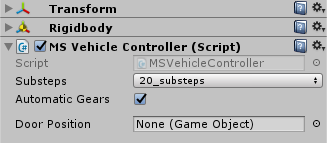 Transform
Rigidbody
MS Vehicle Controller (Script)
Script MSVehicleController
Substeps 20_substeps
Automatic Gears
Door Position None (Game Object)